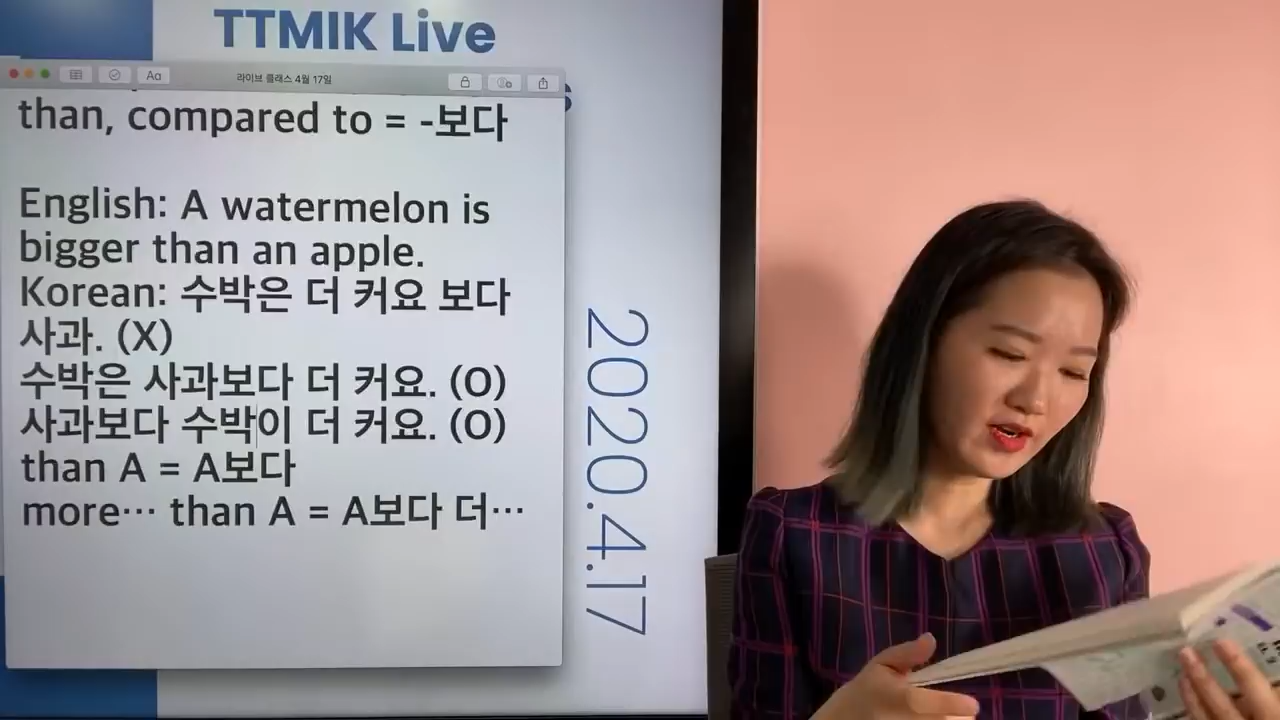 TTMIK Live
라이브 클래스 4월 17일
Aa
than, compared to = -보다
English: A watermelon is
bigger than an apple.
Korean: 수박은 더 커요 보다
사과. (X)
수박은 사과보다 더 커요. (O)
사과보다 수박이 더 커요. (O)
than A = A보다
more… than A = A보다 더…
2020.4.17